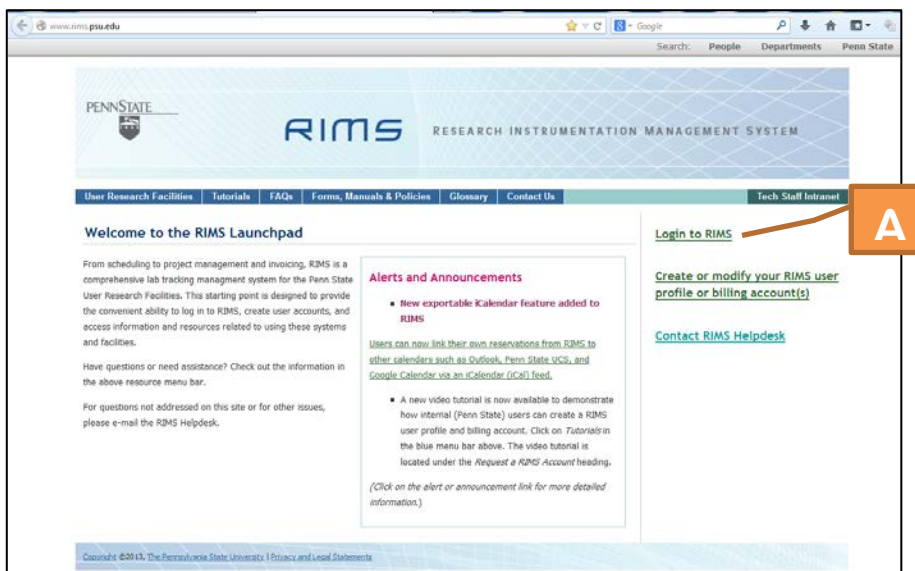 www.rims.psu.edu
Google
Search: People Departments Penn State
PENNSTATE
RIMS RESEARCH INSTRUMENTATION MANAGEMENT SYSTEM
User Research Facilities Tutorials FAQs Forms, Manuals & Policies Glossary Contact Us Tech Staff Intranet
Welcome to the RIMS Launchpad
From scheduling to project management and invoicing, RIMS is a
comprehensive lab tracking managment system for the Penn State
User Research Facilities. This starting point is designed to provide
the convenient ability to log in to RIMS, create user accounts, and
access information and resources related to using these systems
and facilities.
Have questions or need assistance? Check out the information in
the above resource menu bar.
For questions not addressed on this site or for other issues,
please e-mail the RIMS Helpdesk.
Alerts and Announcements
New exportable iCalendar feature added to
RIMS
Users can now link their own reservations from RIMS to
other calendars such as Outlook, Penn State UCS, and
Google Calendar via an iCalendar (iCal) feed.
A new video tutorial is now available to demonstrate
how internal (Penn State) users can create a RIMS
user profile and billing account. Click on Tutorials in
the blue menu bar above. The video tutorial is
located under the Request a RIMS Account heading.
(Click on the alert or announcement link for more detailed
information.)
Login to RIMS
A
Create or modify your RIMS user
profile or billing account(s)
Contact RIMS Helpdesk
Copyright ©2013, The Pennsylvania State University | Privacy and Legal Statements